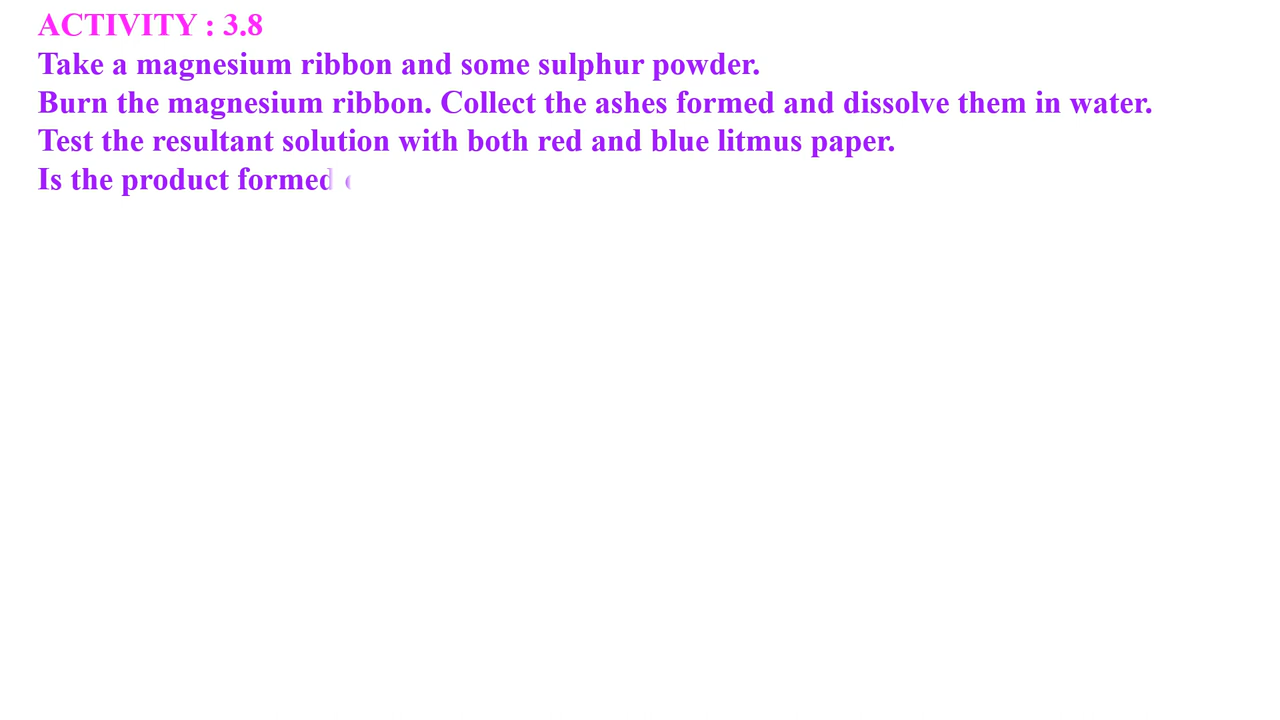 ACTIVITY : 3.8
Take a magnesium ribbon and some sulphur powder.
Burn the magnesium ribbon. Collect the ashes formed and dissolve them in water.
Test the resultant solution with both red and blue litmus paper.
Is the product formed